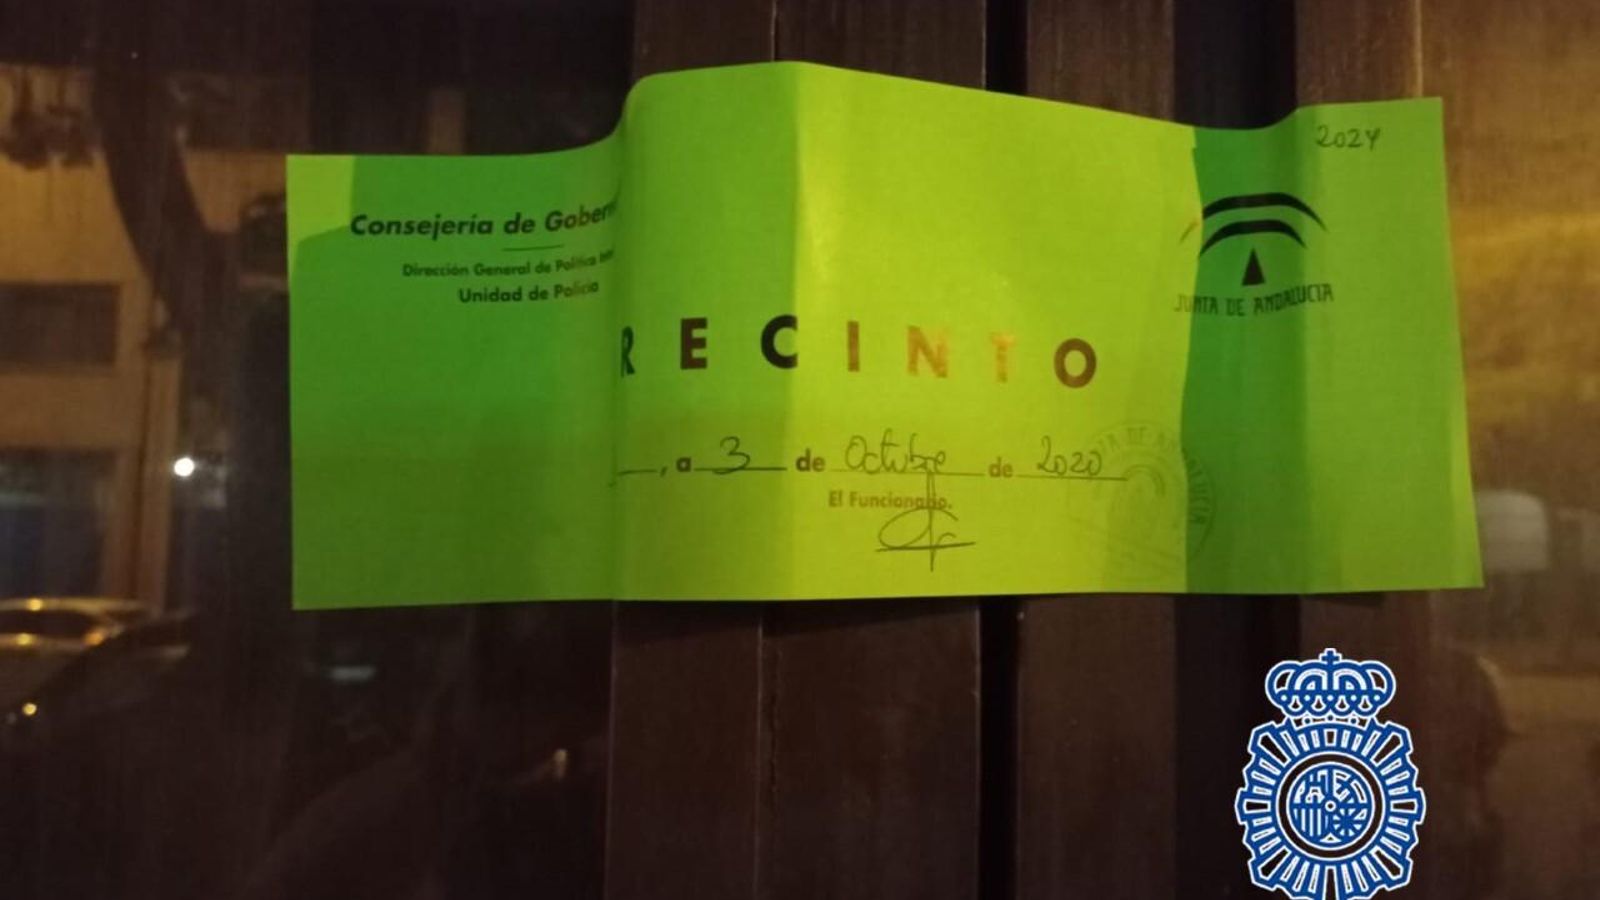 2024
Consejería de Gober
Dirección General de Política
Unidad de Policía
JUNTA DE ANDALUCIA
RECINTO
, a 3 de Octubre de 2020
El Funcionario.